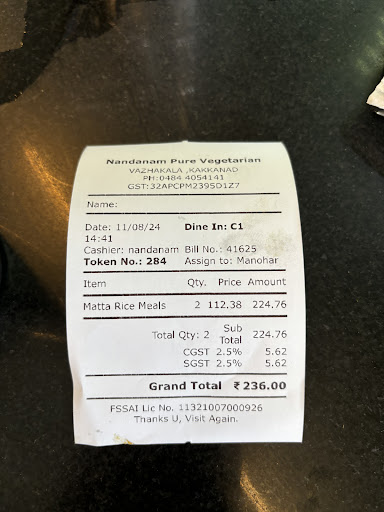 Nandanam Pure Vegetarian
VAZHAKALA ,KAKKANAD
PH:0484 4054141
GST:32APCPM2395D1Z7
Name:
Date: 11/08/24 Dine In: C1
14:41
Cashier: nandanam Bill No.: 41625
Token No.: 284 Assign to: Manohar
Item Qty. Price Amount
Matta Rice Meals 2 112.38 224.76
Total Qty: 2 Sub Total 224.76
CGST 2.5% 5.62
SGST 2.5% 5.62
Grand Total ₹ 236.00
FSSAI Lic No. 11321007000926
Thanks U, Visit Again.